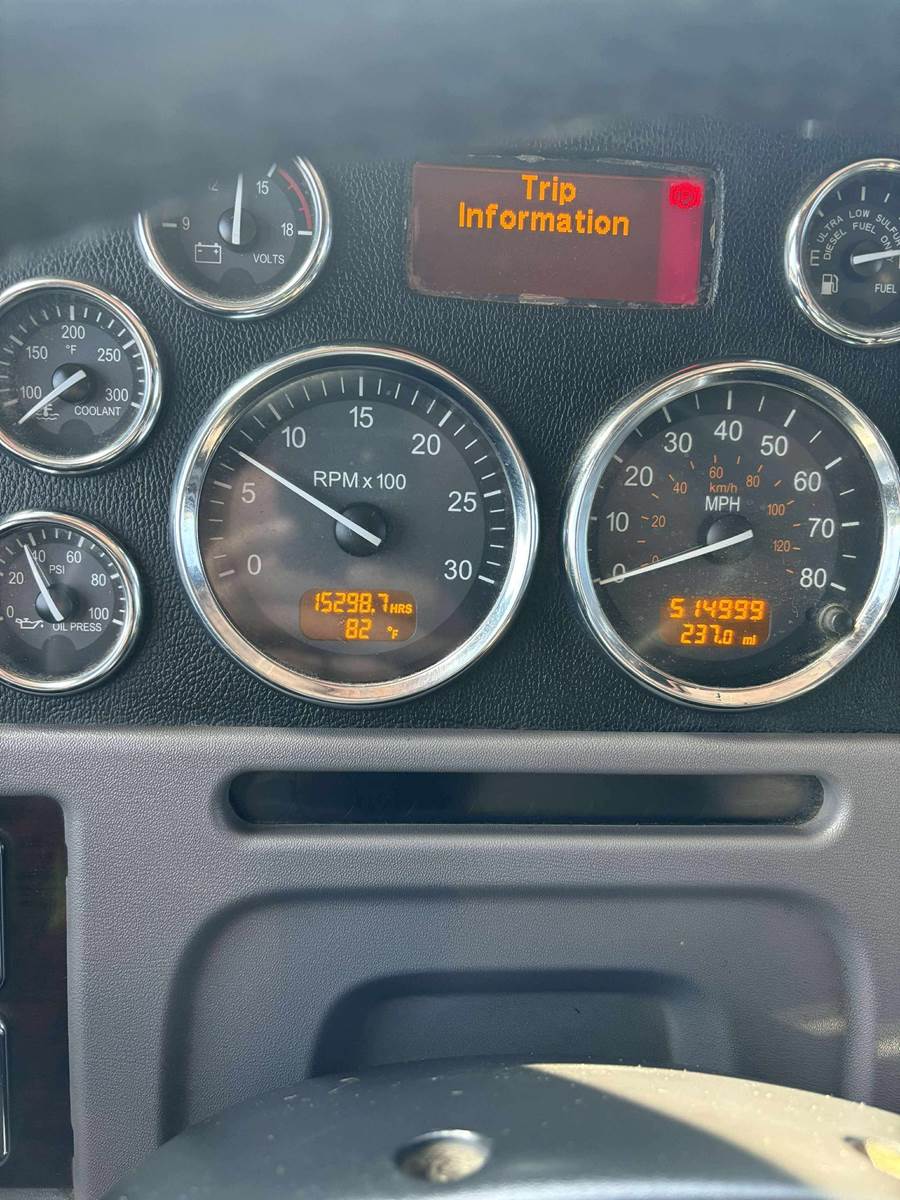 Trip
Information
12
15
9
18
VOLTS
ULTRA LOW SULFUR
DIESEL FUEL ONLY
E
FUEL
200
°F
150
250
100
300
COOLANT
40
60
PSI
20
80
0
100
OIL PRESS
15
10
20
RPM x 100
5
25
0
30
15298.7 HRS
82 °F
40
30
50
20
60
60
40
80
km/h
MPH
10
20
100
70
0
0
120
80
514999
237.0 mi